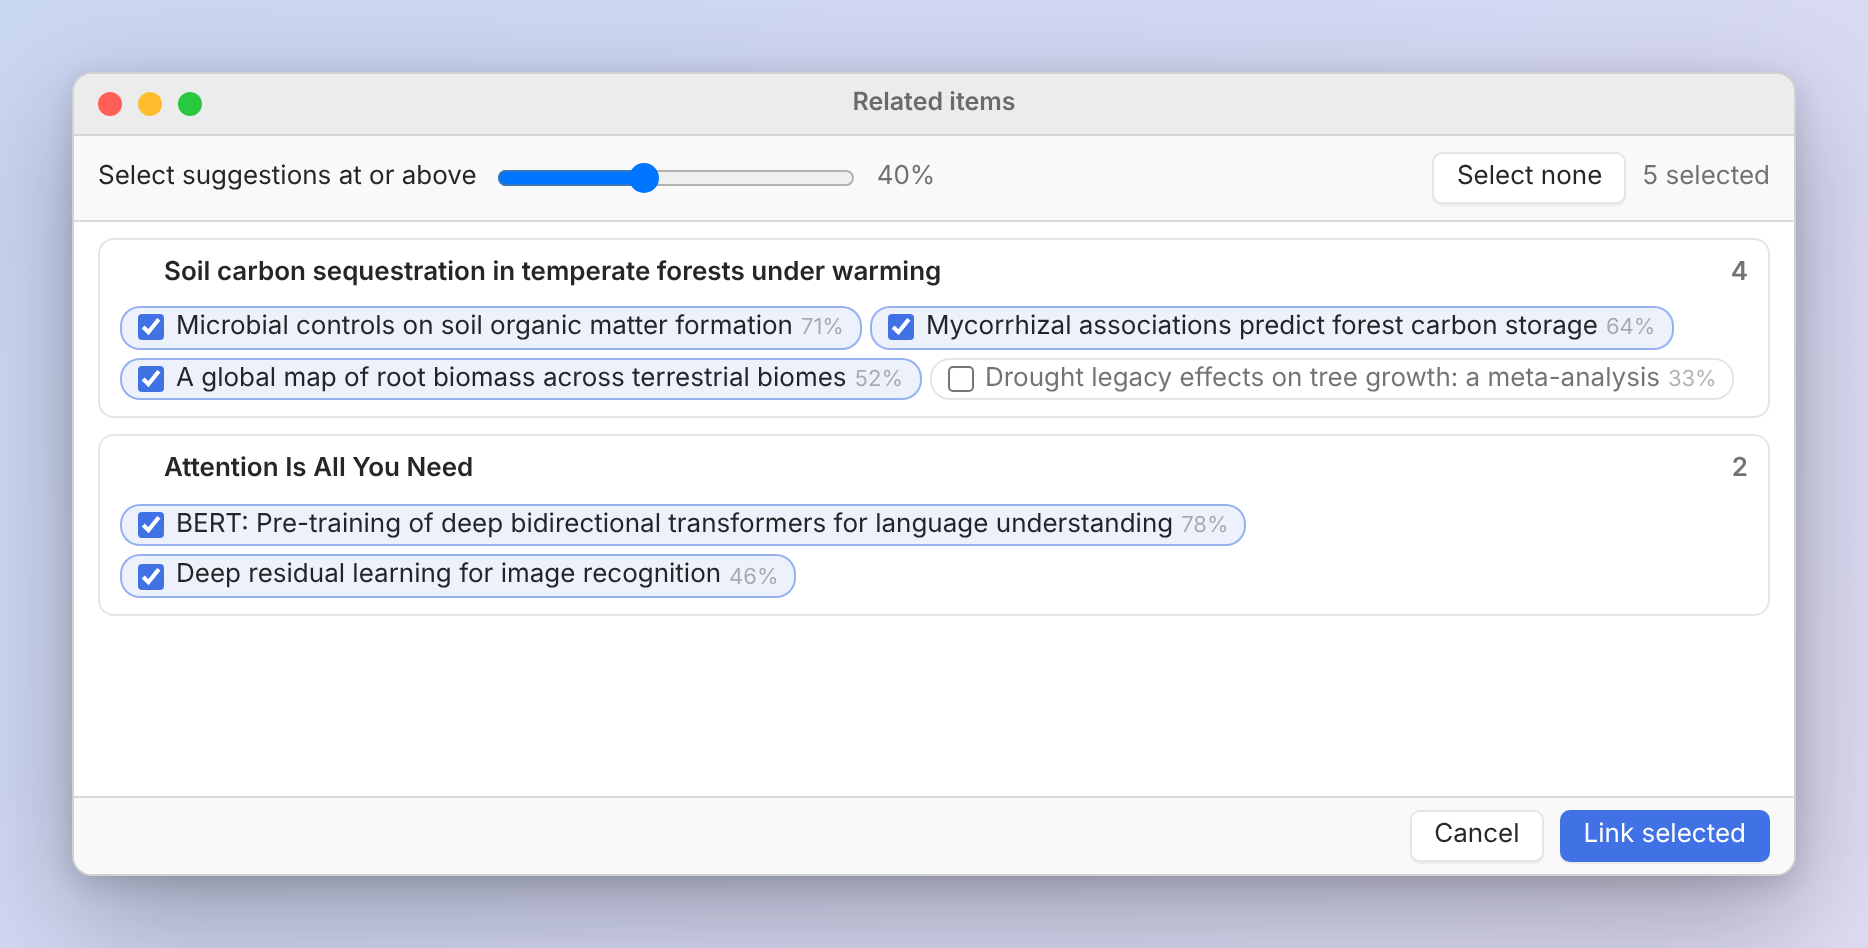 Related items
Select suggestions at or above 40% Select none 5 selected
Soil carbon sequestration in temperate forests under warming 4
Microbial controls on soil organic matter formation 71% Mycorrhizal associations predict forest carbon storage 64%
A global map of root biomass across terrestrial biomes 52% Drought legacy effects on tree growth: a meta-analysis 33%
Attention Is All You Need 2
BERT: Pre-training of deep bidirectional transformers for language understanding 78%
Deep residual learning for image recognition 46%
Cancel Link selected